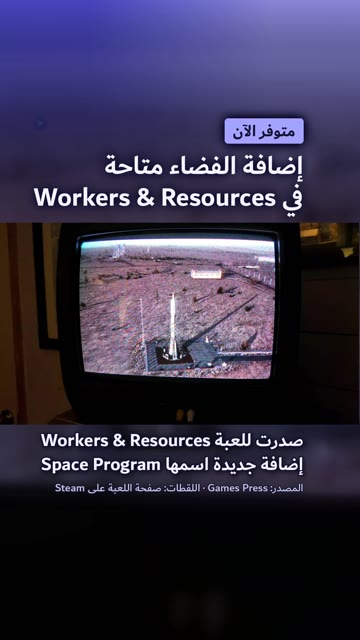 متوفر الآن
إضافة الفضاء متاحة
في Workers & Resources
صدرت للعبة Workers & Resources
إضافة جديدة اسمها Space Program
المصدر: Games Press · اللقطات: صفحة اللعبة على Steam